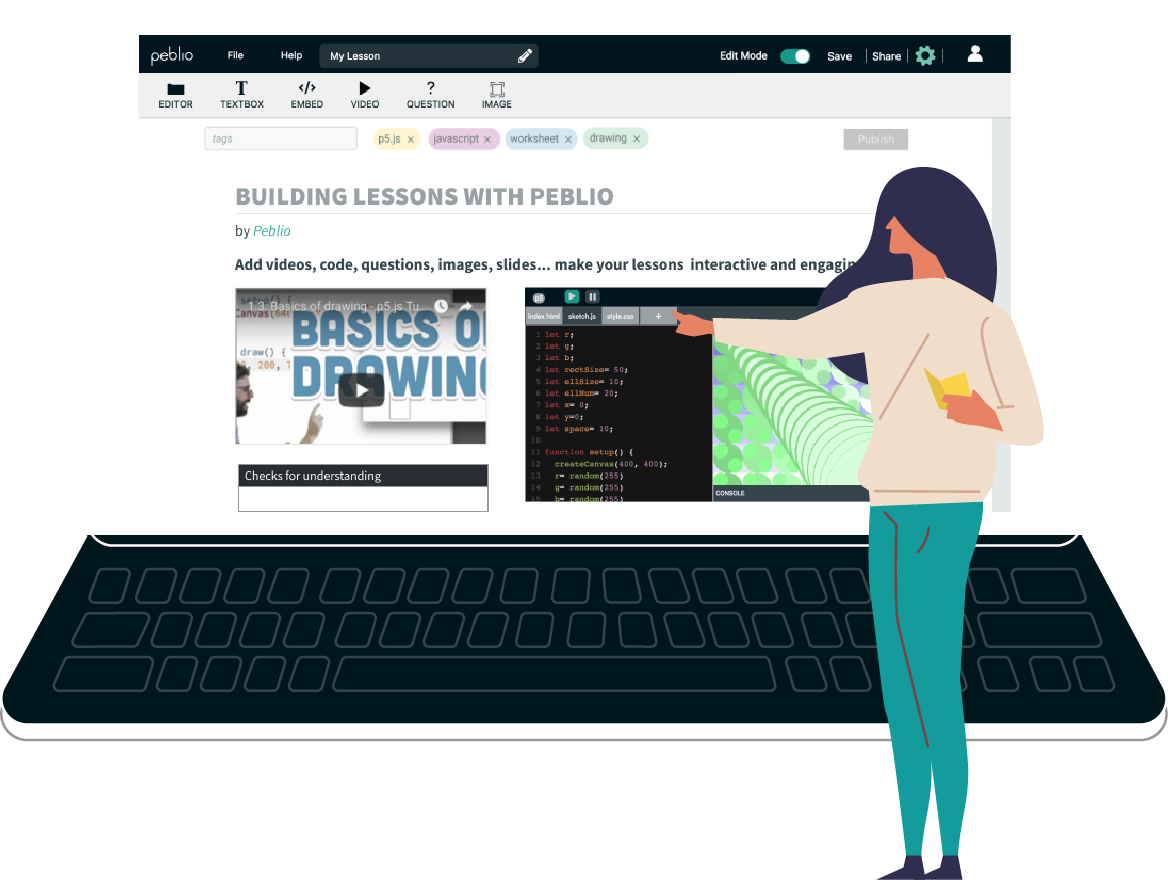 peblio File Help My Lesson Edit Mode Save Share
EDITOR TEXTBOX EMBED VIDEO QUESTION IMAGE
tags p5.js x javascript x worksheet x drawing x Publish
BUILDING LESSONS WITH PEBLIO
by Peblio
Add videos, code, questions, images, slides... make your lessons interactive and engagin
1.3: Basics of drawing - p5.js Tu...
BASICS O
DRAWING
draw() {
Checks for understanding
p5
index.html sketch.js style.css +
1 let r;
2 let g;
3 let b;
4 let rectSize= 50;
5 let ellSize= 10;
6 let ellNum= 20;
7 let x= 0;
8 let y=0;
9 let space= 10;
10
11 function setup() {
12 createCanvas(400, 400);
13 r= random(255)
14 g= random(255)
15 b= random(255)
CONSOLE